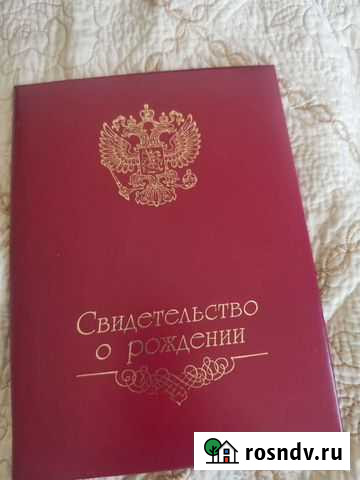 Свидетельство
о рождении
rosndv.ru